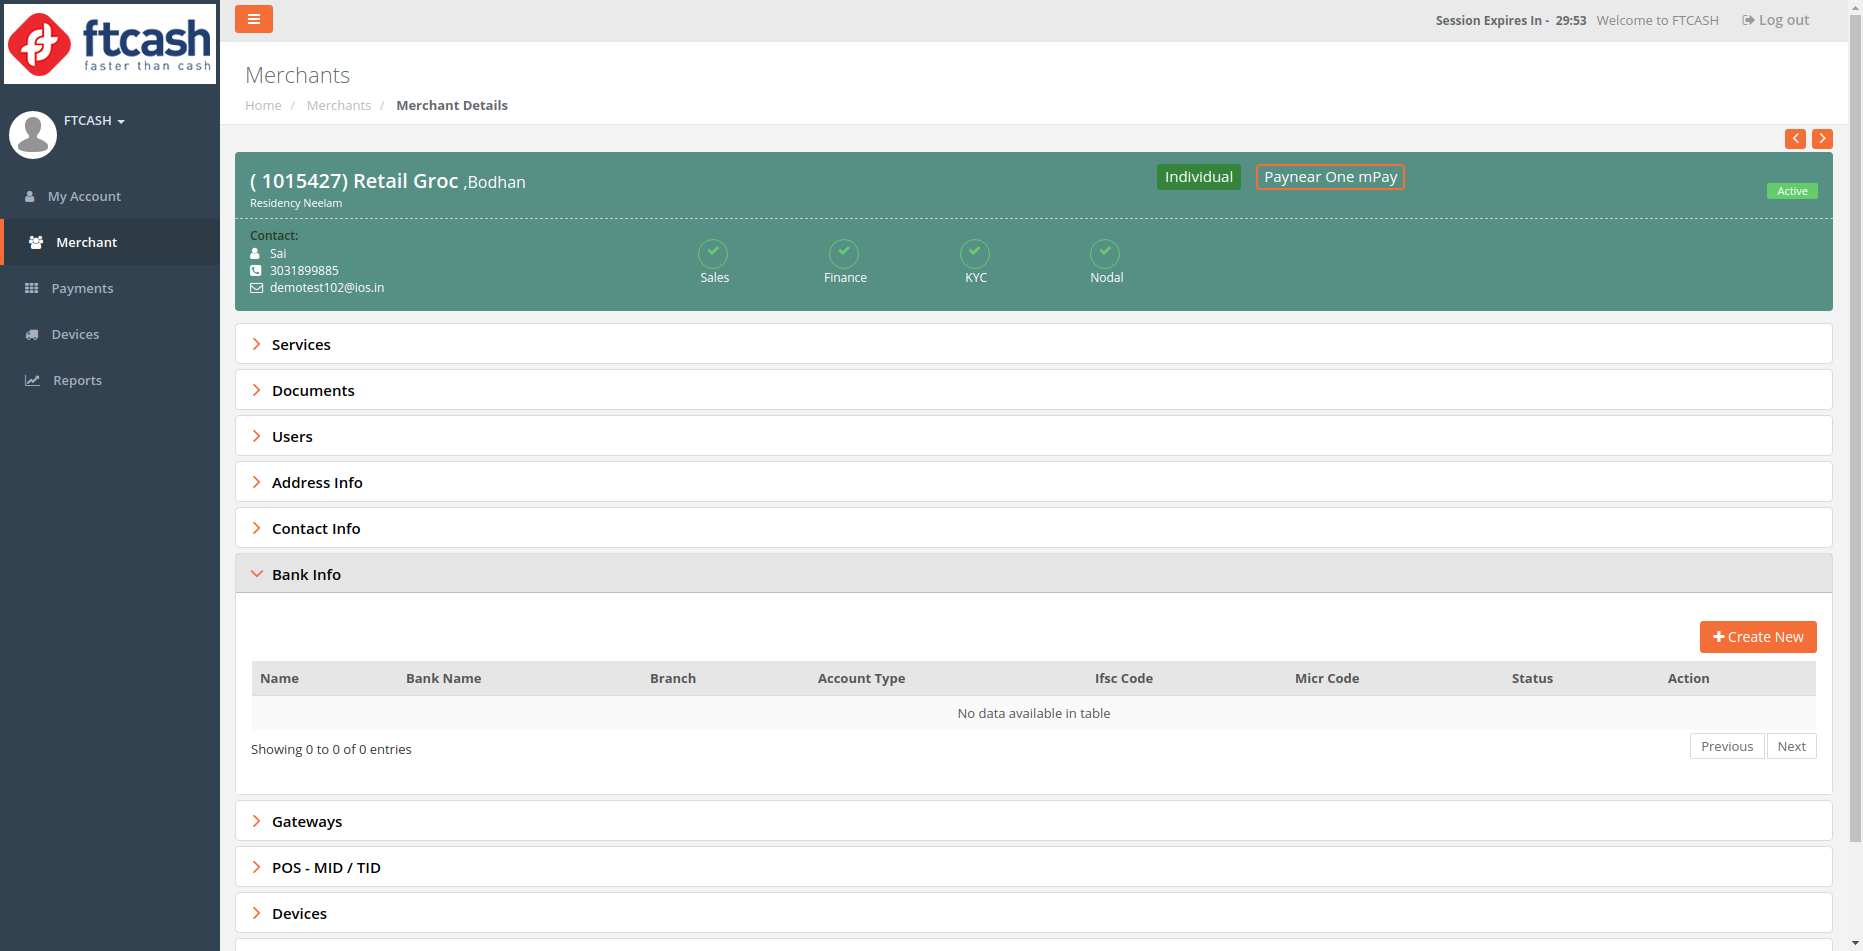 ftcash
faster than cash
Session Expires In - 29:53 Welcome to FTCASH Log out
Merchants
Home / Merchants / Merchant Details
FTCASH
My Account
Merchant
Payments
Devices
Reports
( 1015427) Retail Groc ,Bodhan
Individual
Paynear One mPay
Active
Residency Neelam
Contact:
Sai
3031899885
demotest102@ios.in
Sales
Finance
KYC
Nodal
Services
Documents
Users
Address Info
Contact Info
Bank Info
Create New
Name Bank Name Branch Account Type Ifsc Code Micr Code Status Action
No data available in table
Showing 0 to 0 of 0 entries
Previous Next
Gateways
POS - MID / TID
Devices